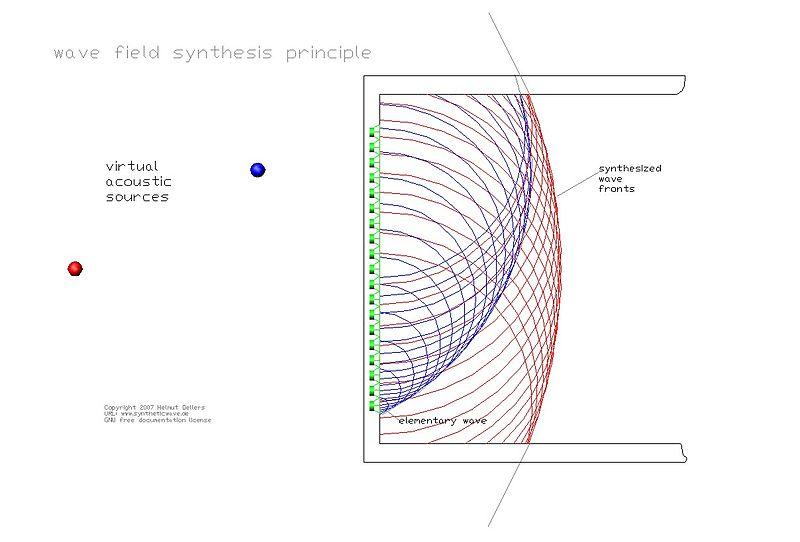 wave field synthesis principle
virtual
acoustic
sources
synthesized
wave
fronts
elementary wave
Copyright 2007 Helmut Oellers
URL: www.syntheticwave.de
GNU free documentation license